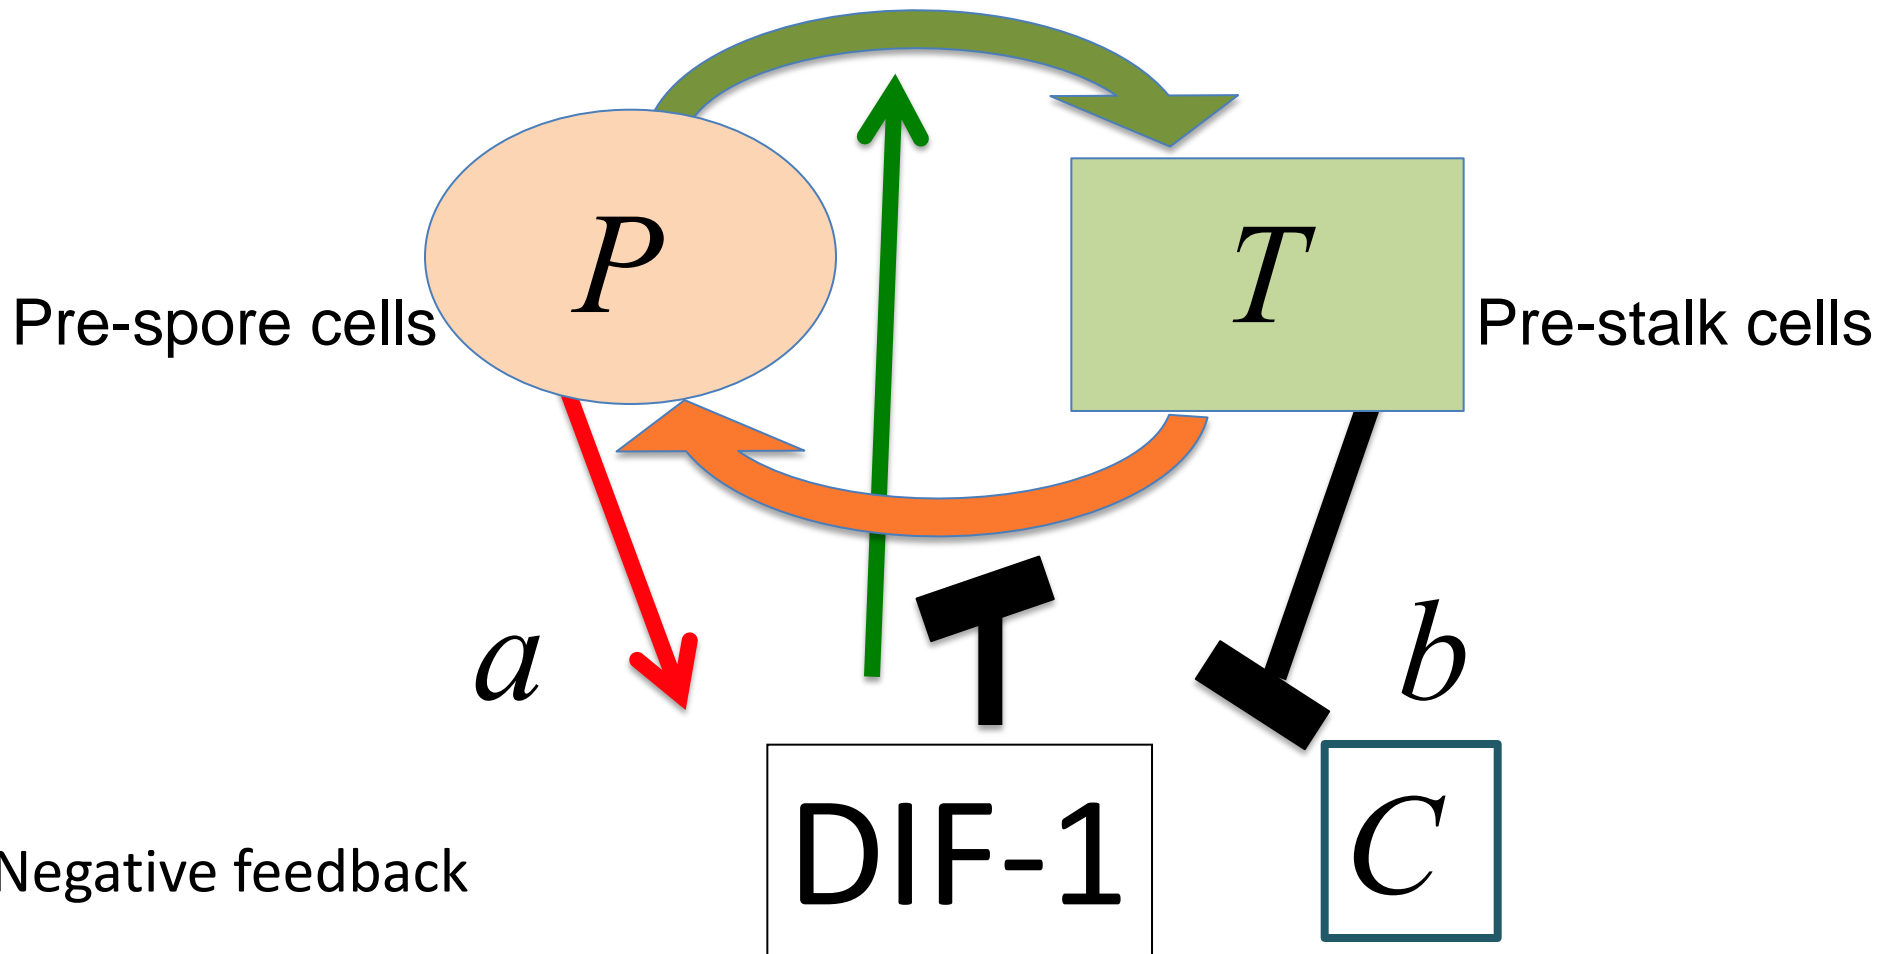 P
T
Pre-spore cells
Pre-stalk cells
a
b
DIF-1
C
Negative feedback